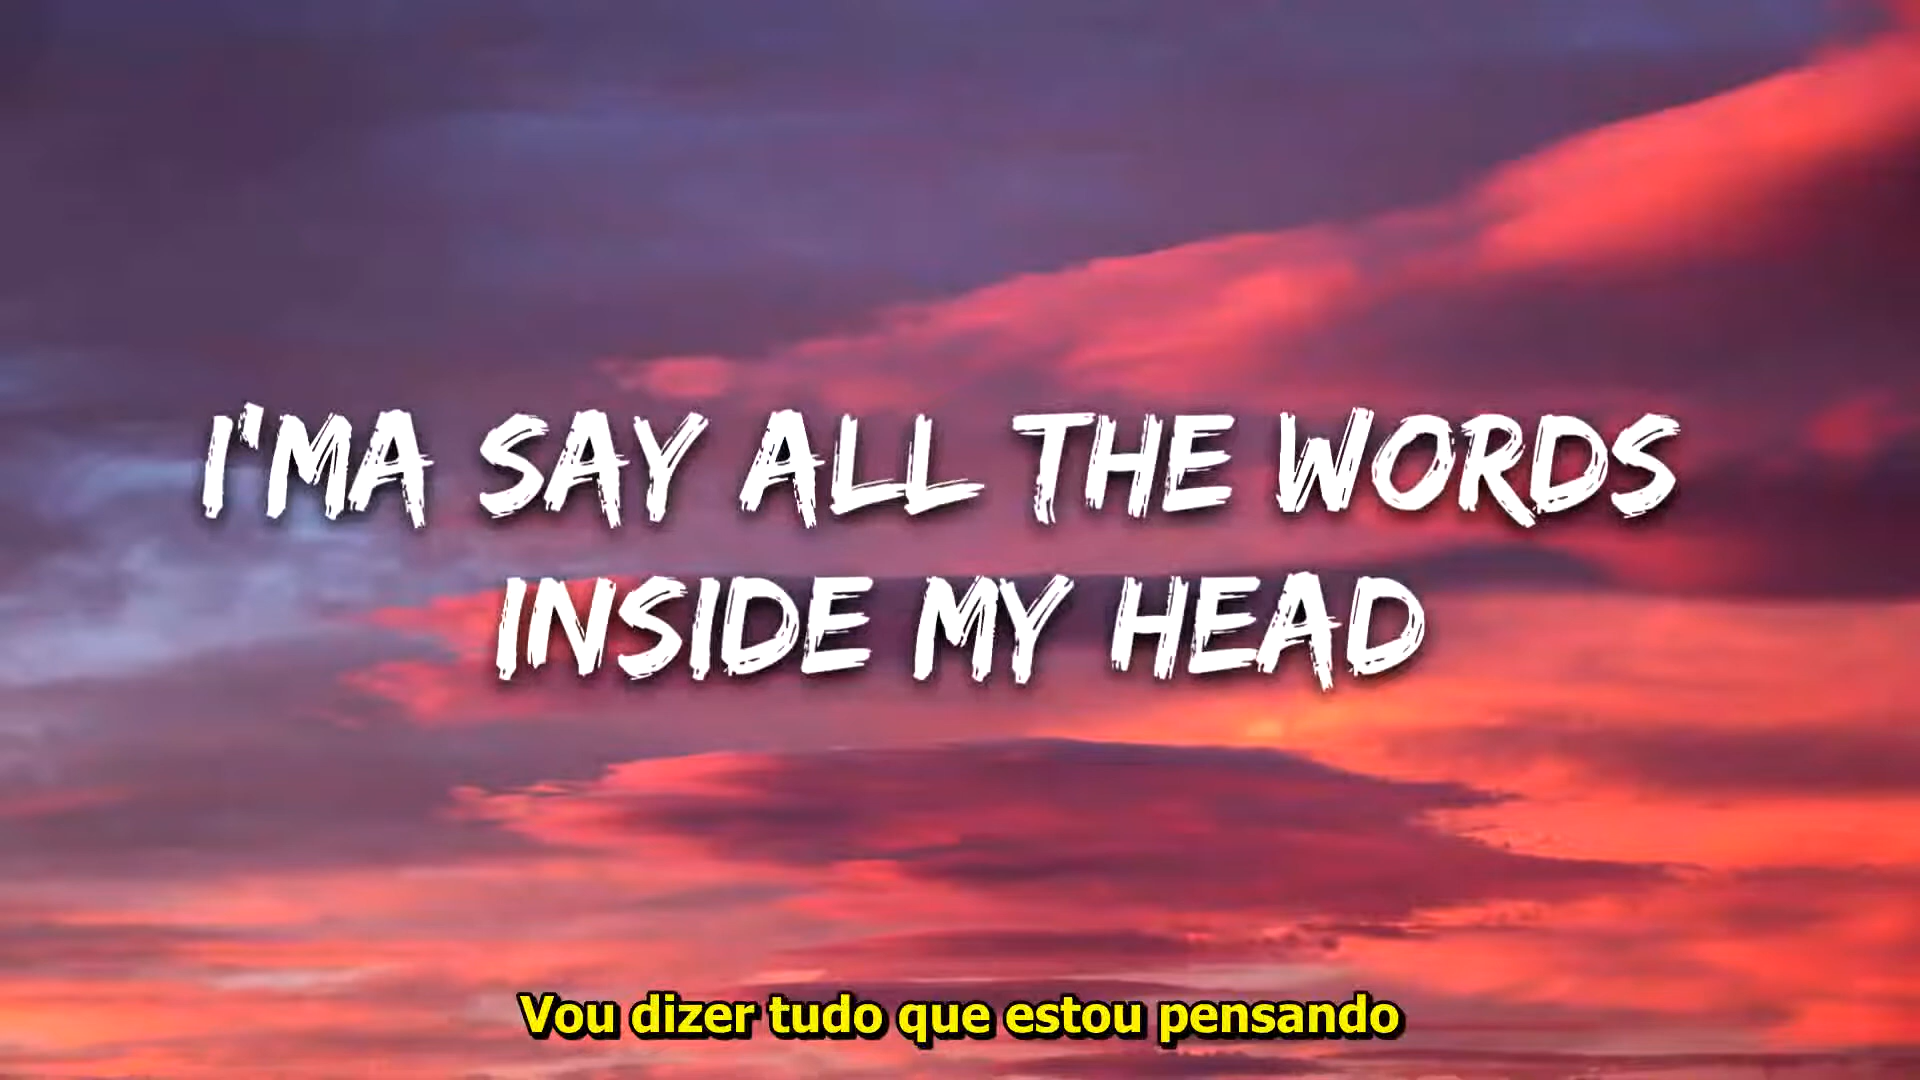 I'MA SAY ALL THE WORDS
INSIDE MY HEAD
Vou dizer tudo que estou pensando